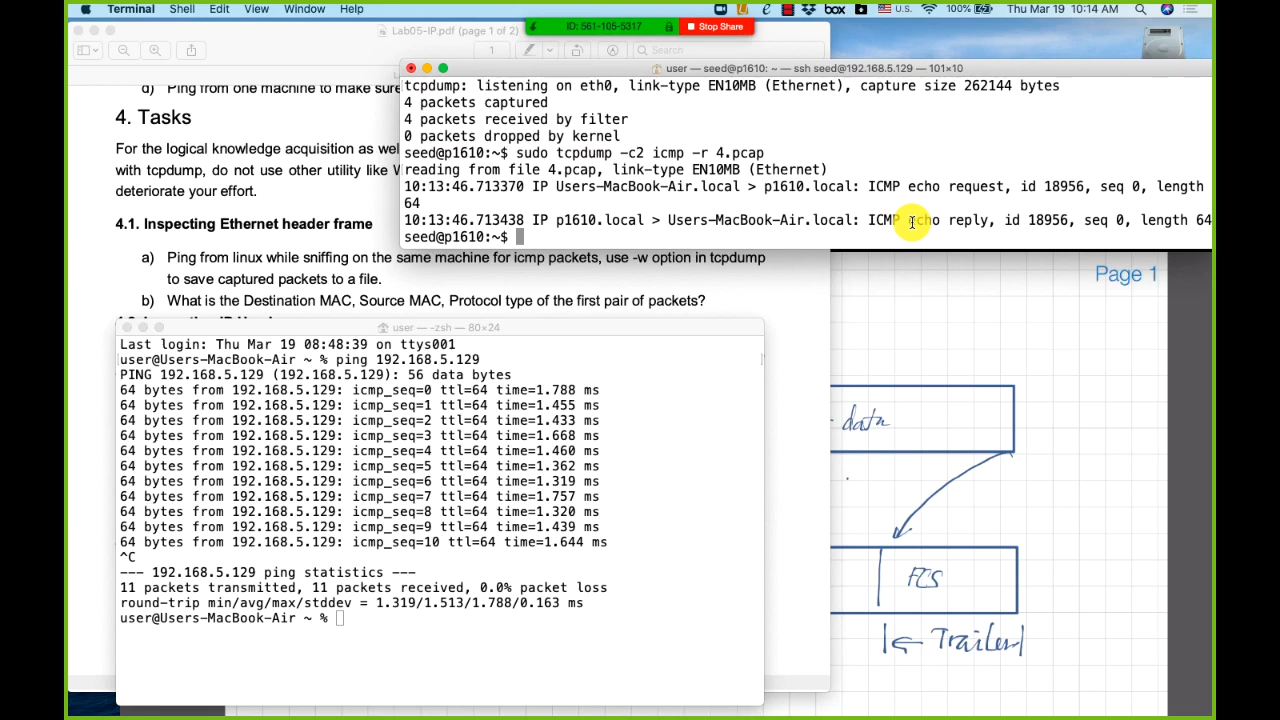 Terminal Shell Edit View Window Help
box U.S. 100% Thu Mar 19 10:14 AM
ID: 561-105-5317 Stop Share
Lab05-IP.pdf (page 1 of 2)
1
Search
d) Ping from one machine to make sure
4. Tasks
For the logical knowledge acquisition as wel
with tcpdump, do not use other utility like
deteriorate your effort.
4.1. Inspecting Ethernet header frame
a) Ping from linux while sniffing on the same machine for icmp packets, use -w option in tcpdump
to save captured packets to a file.
b) What is the Destination MAC, Source MAC, Protocol type of the first pair of packets?
user — seed@p1610: ~ — ssh seed@192.168.5.129 — 101×10
tcpdump: listening on eth0, link-type EN10MB (Ethernet), capture size 262144 bytes
4 packets captured
4 packets received by filter
0 packets dropped by kernel
seed@p1610:~$ sudo tcpdump -c2 icmp -r 4.pcap
reading from file 4.pcap, link-type EN10MB (Ethernet)
10:13:46.713370 IP Users-MacBook-Air.local > p1610.local: ICMP echo request, id 18956, seq 0, length
64
10:13:46.713438 IP p1610.local > Users-MacBook-Air.local: ICMP echo reply, id 18956, seq 0, length 64
seed@p1610:~$
Page 1
user — -zsh — 80×24
Last login: Thu Mar 19 08:48:39 on ttys001
user@Users-MacBook-Air ~ % ping 192.168.5.129
PING 192.168.5.129 (192.168.5.129): 56 data bytes
64 bytes from 192.168.5.129: icmp_seq=0 ttl=64 time=1.788 ms
64 bytes from 192.168.5.129: icmp_seq=1 ttl=64 time=1.455 ms
64 bytes from 192.168.5.129: icmp_seq=2 ttl=64 time=1.433 ms
64 bytes from 192.168.5.129: icmp_seq=3 ttl=64 time=1.668 ms
64 bytes from 192.168.5.129: icmp_seq=4 ttl=64 time=1.460 ms
64 bytes from 192.168.5.129: icmp_seq=5 ttl=64 time=1.362 ms
64 bytes from 192.168.5.129: icmp_seq=6 ttl=64 time=1.319 ms
64 bytes from 192.168.5.129: icmp_seq=7 ttl=64 time=1.757 ms
64 bytes from 192.168.5.129: icmp_seq=8 ttl=64 time=1.320 ms
64 bytes from 192.168.5.129: icmp_seq=9 ttl=64 time=1.439 ms
64 bytes from 192.168.5.129: icmp_seq=10 ttl=64 time=1.644 ms
^C
--- 192.168.5.129 ping statistics ---
11 packets transmitted, 11 packets received, 0.0% packet loss
round-trip min/avg/max/stddev = 1.319/1.513/1.788/0.163 ms
user@Users-MacBook-Air ~ %
data
FCS
Trailer